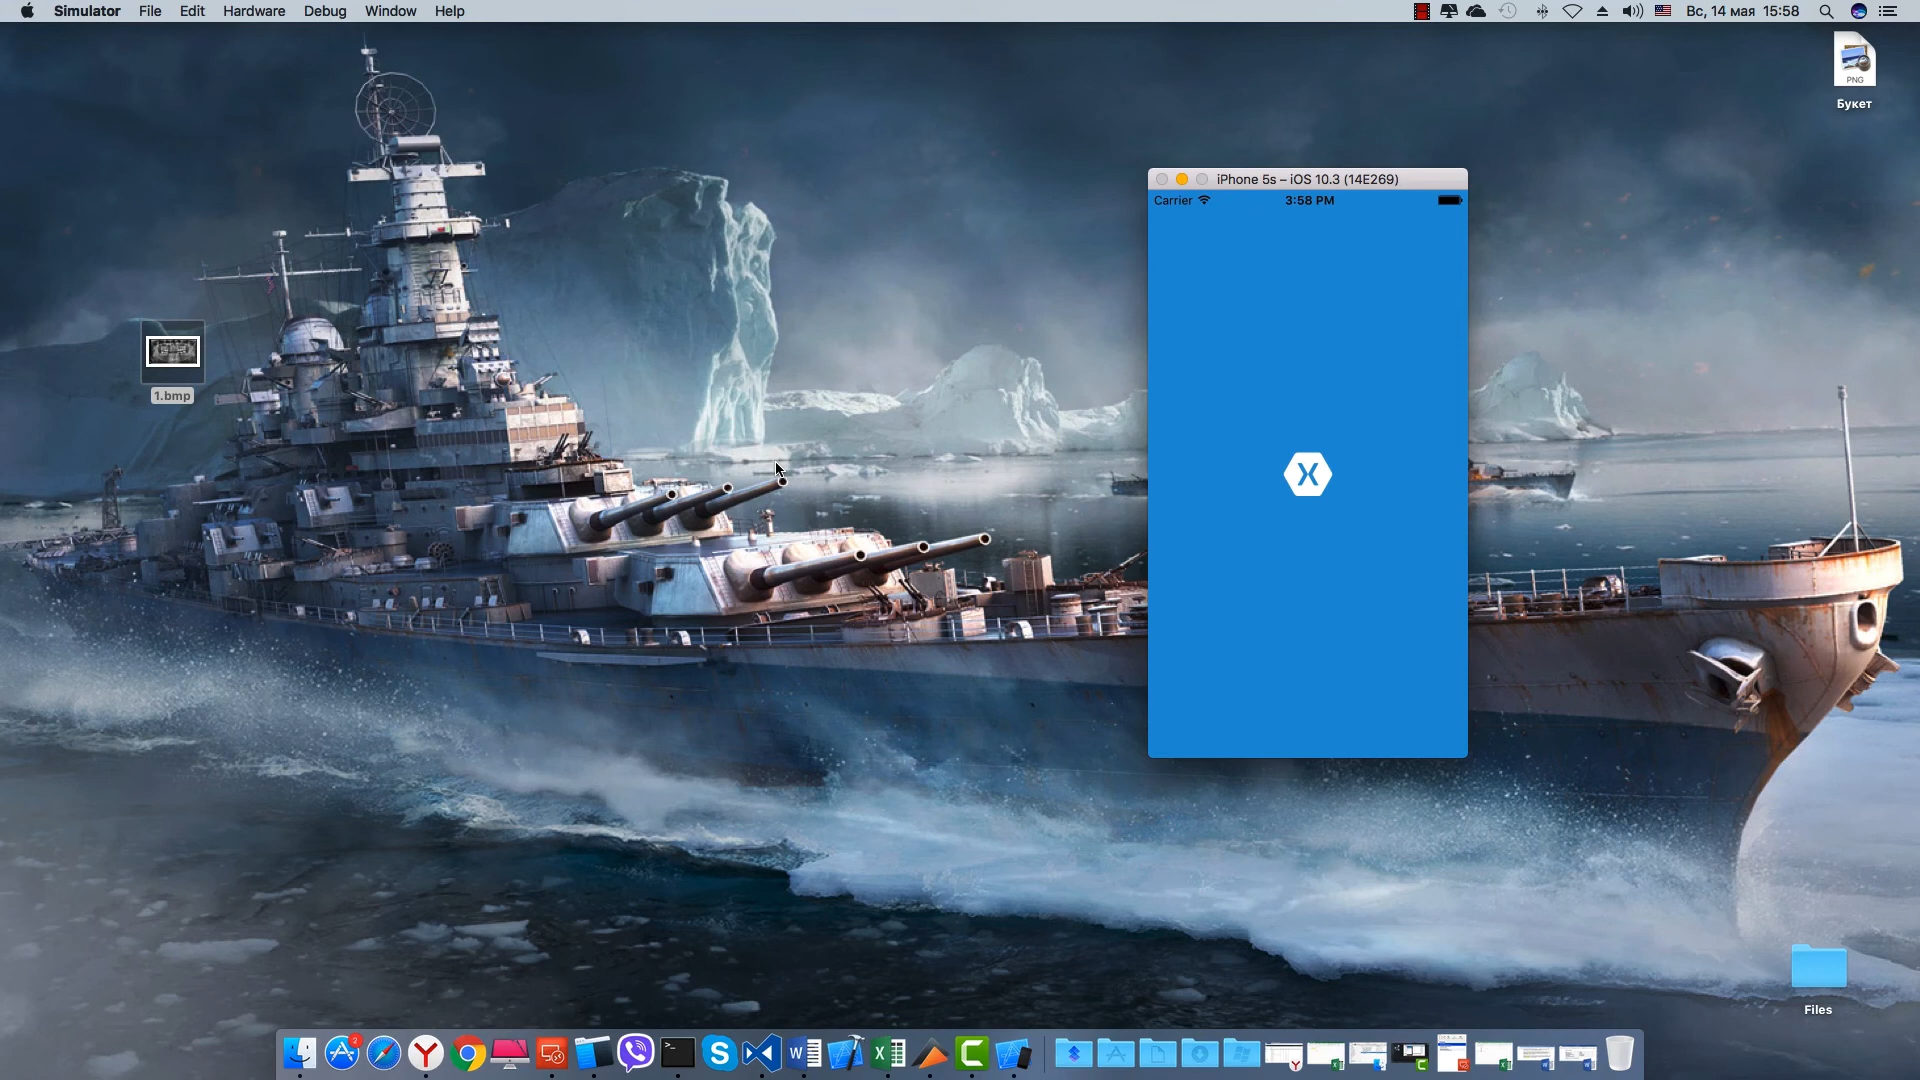 Simulator File Edit Hardware Debug Window Help Вс, 14 мая 15:58
PNG
Букет
iPhone 5s – iOS 10.3 (14E269)
Carrier 3:58 PM
1.bmp
Files
2